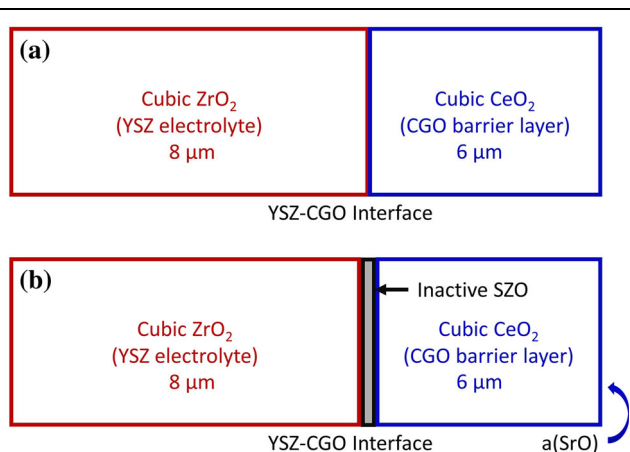 (a)
Cubic ZrO₂
(YSZ electrolyte)
8 μm
Cubic CeO₂
(CGO barrier layer)
6 μm
YSZ-CGO Interface
(b)
Inactive SZO
Cubic ZrO₂
(YSZ electrolyte)
8 μm
Cubic CeO₂
(CGO barrier layer)
6 μm
YSZ-CGO Interface
a(SrO)